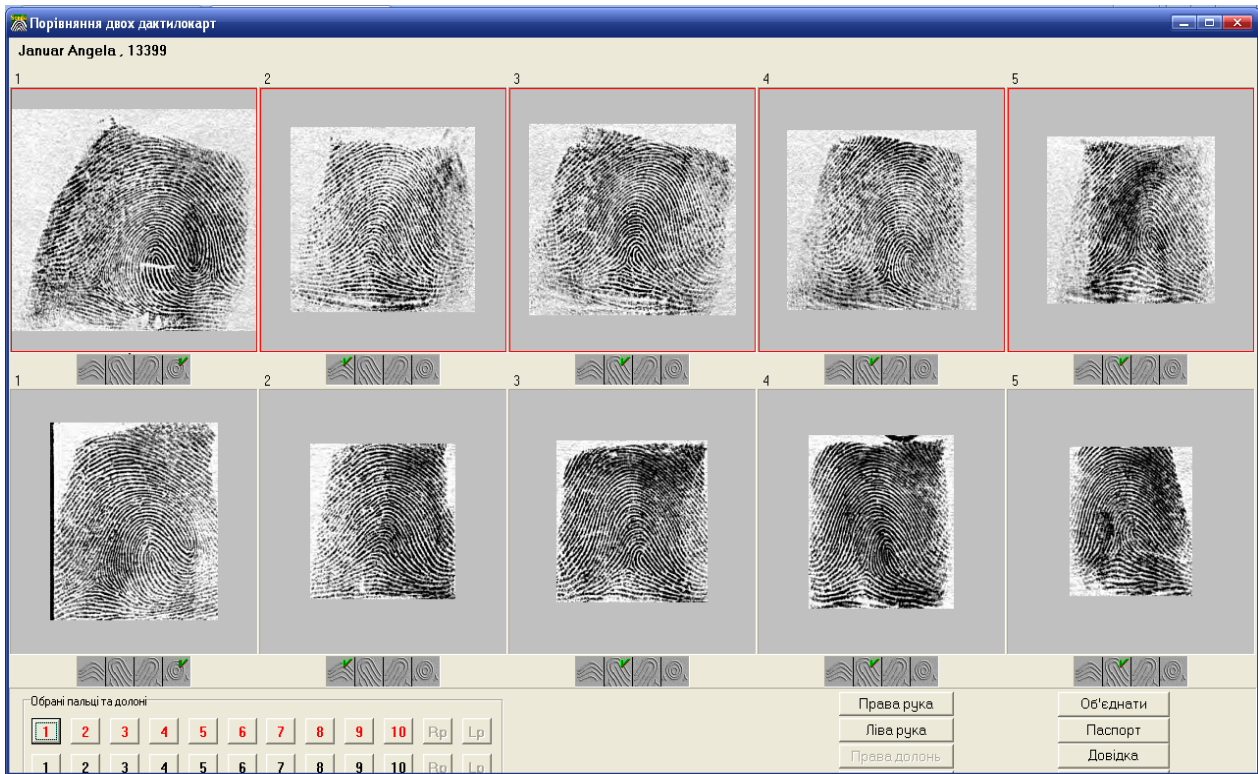 Порівняння двох дактилокарт
Januar Angela , 13399
1 2 3 4 5
1 2 3 4 5
Обрані пальці та долоні
1 2 3 4 5 6 7 8 9 10 Rp Lp
1 2 3 4 5 6 7 8 9 10 Rp Lp
Права рука
Ліва рука
Права долонь
Об'єднати
Паспорт
Довідка